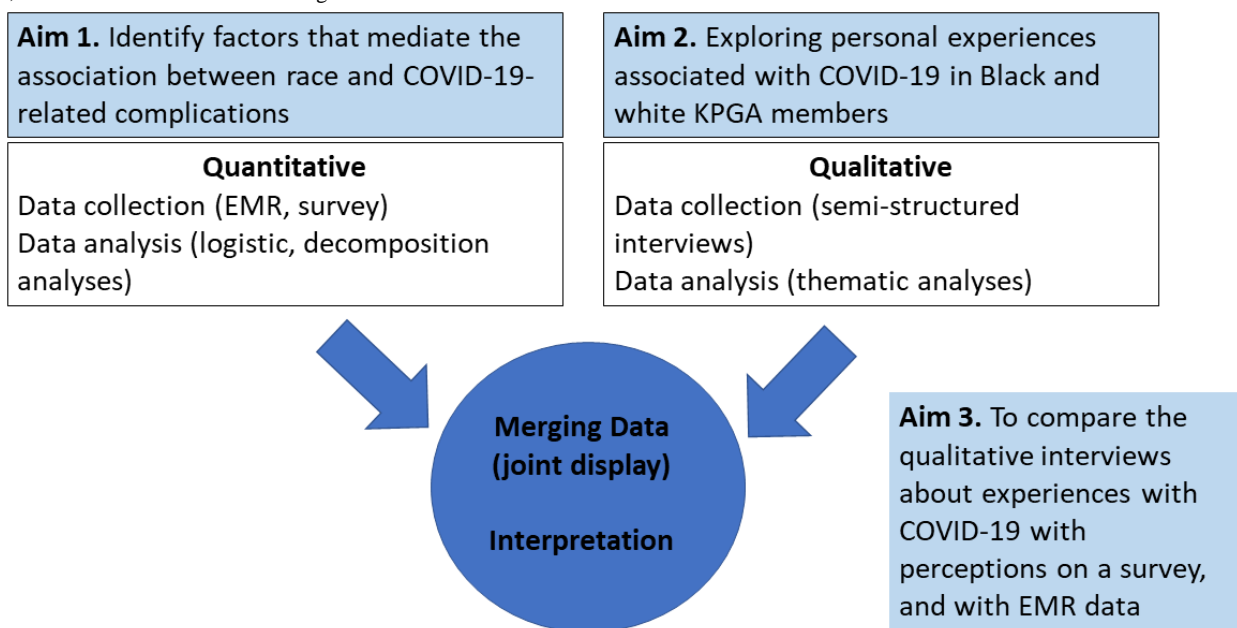 Aim 1. Identify factors that mediate the
association between race and COVID-19-
related complications
Quantitative
Data collection (EMR, survey)
Data analysis (logistic, decomposition
analyses)
Aim 2. Exploring personal experiences
associated with COVID-19 in Black and
white KPGA members
Qualitative
Data collection (semi-structured
interviews)
Data analysis (thematic analyses)
Merging Data
(joint display)
Interpretation
Aim 3. To compare the
qualitative interviews
about experiences with
COVID-19 with
perceptions on a survey,
and with EMR data